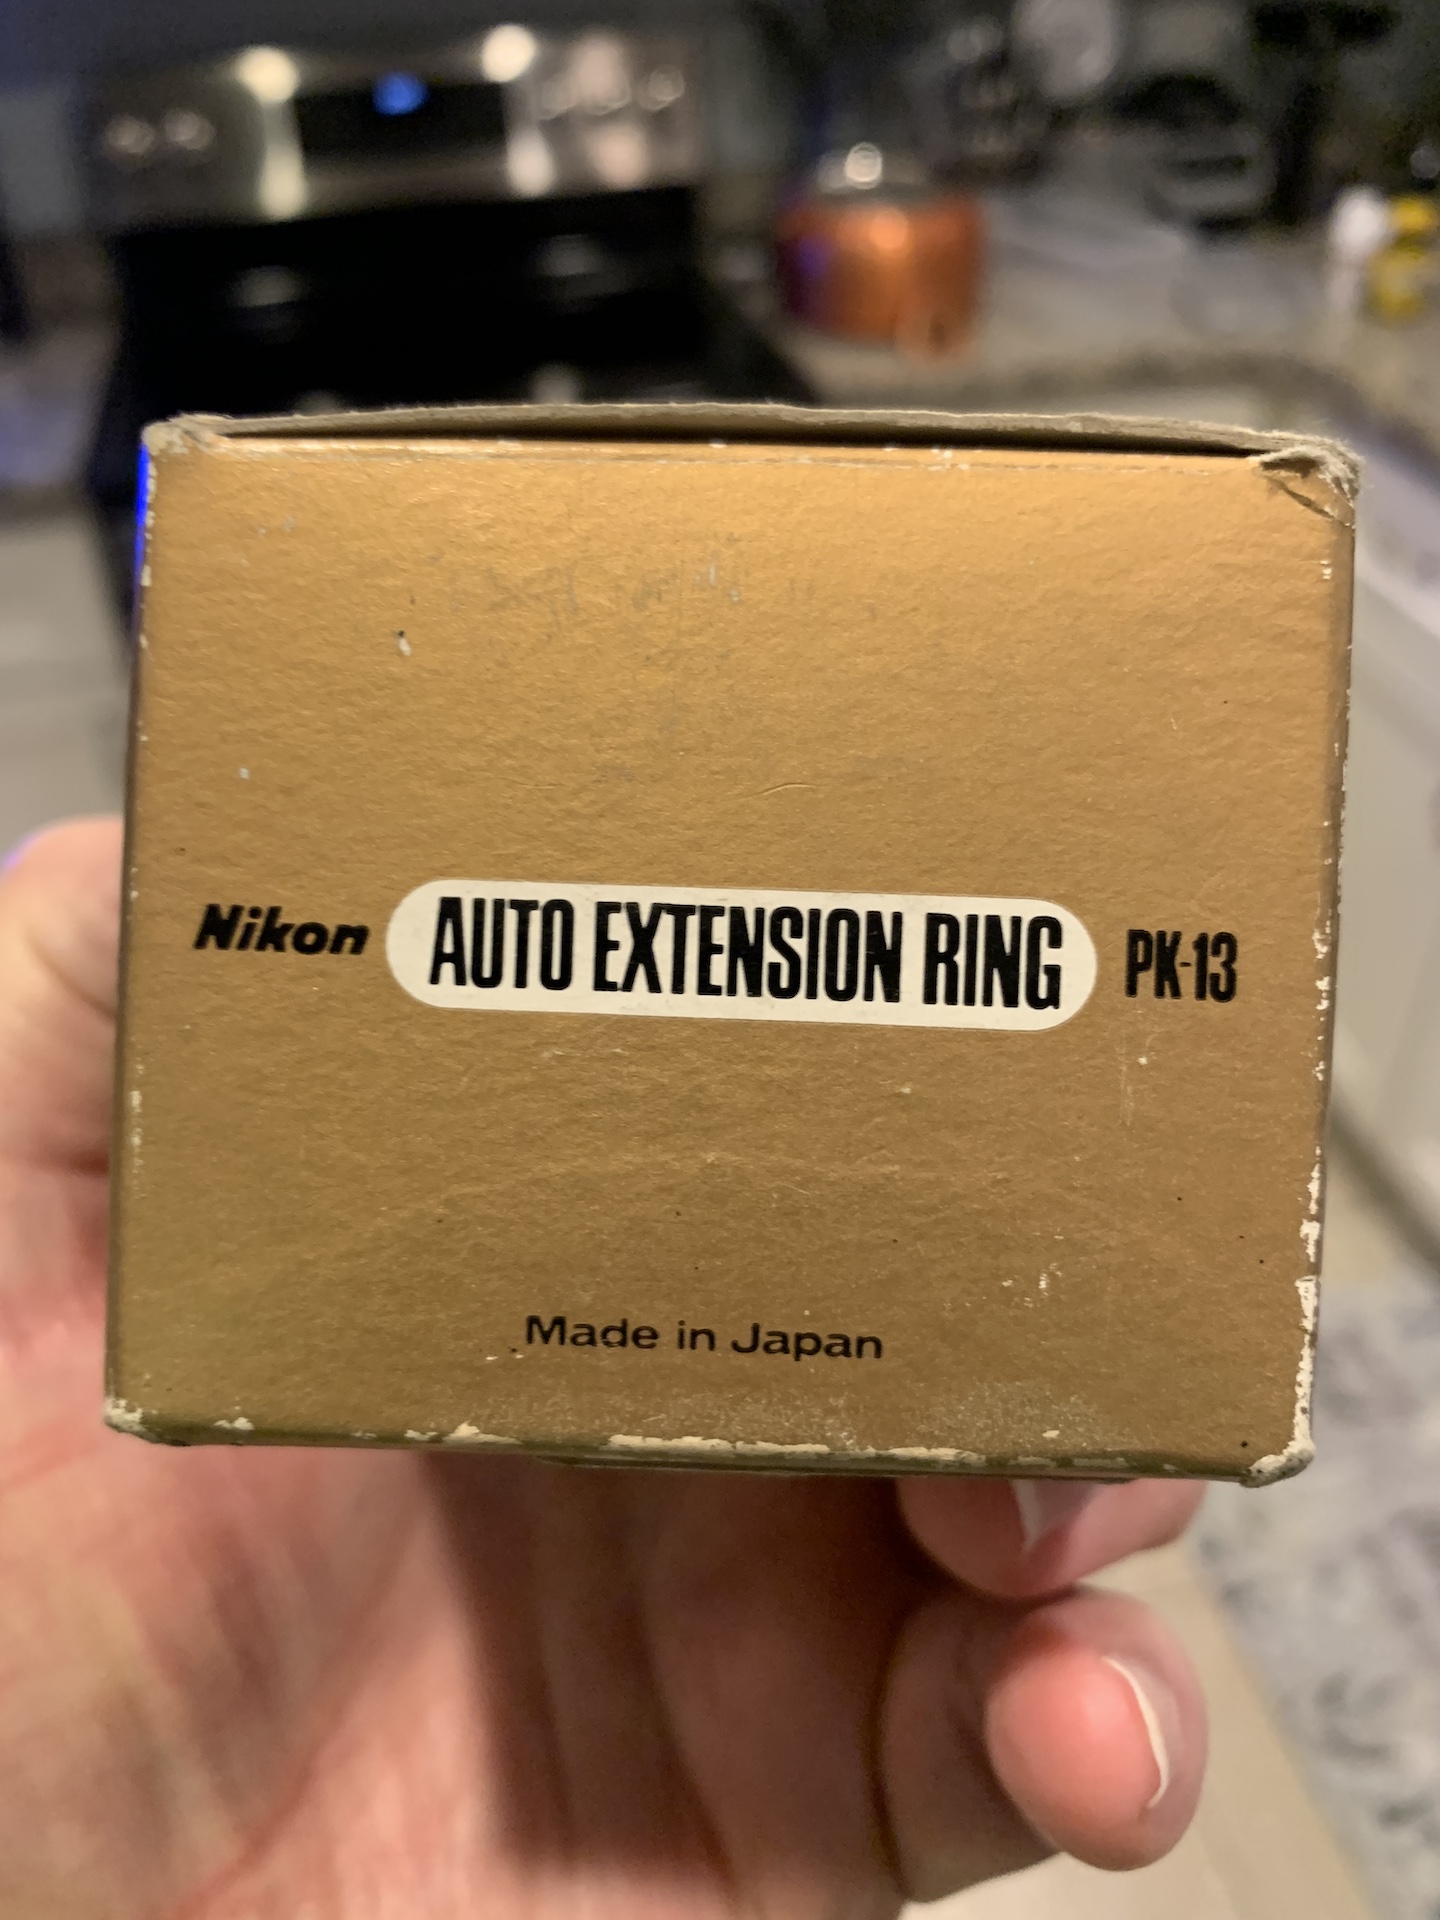 Nikon AUTO EXTENSION RING PK-13
Made in Japan